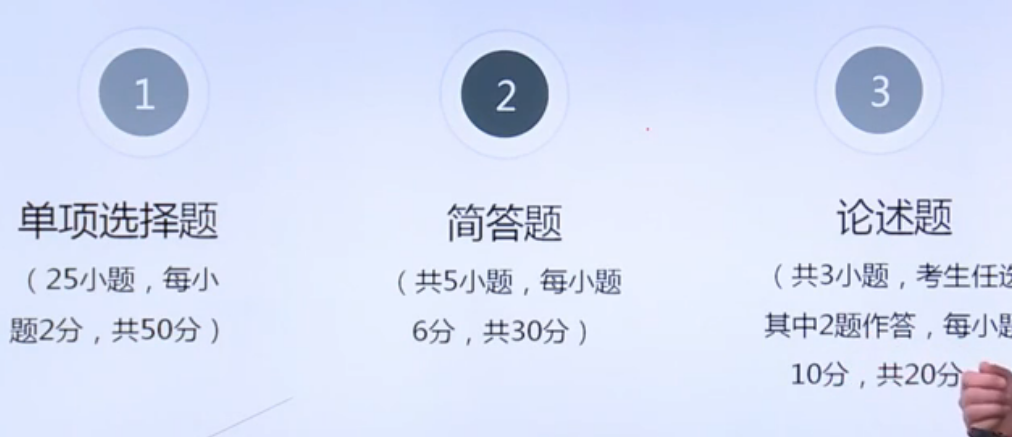 1
单项选择题
（25小题，每小
题2分，共50分）
2
简答题
（共5小题，每小题
6分，共30分）
3
论述题
（共3小题，考生任选
其中2题作答，每小题
10分，共20分